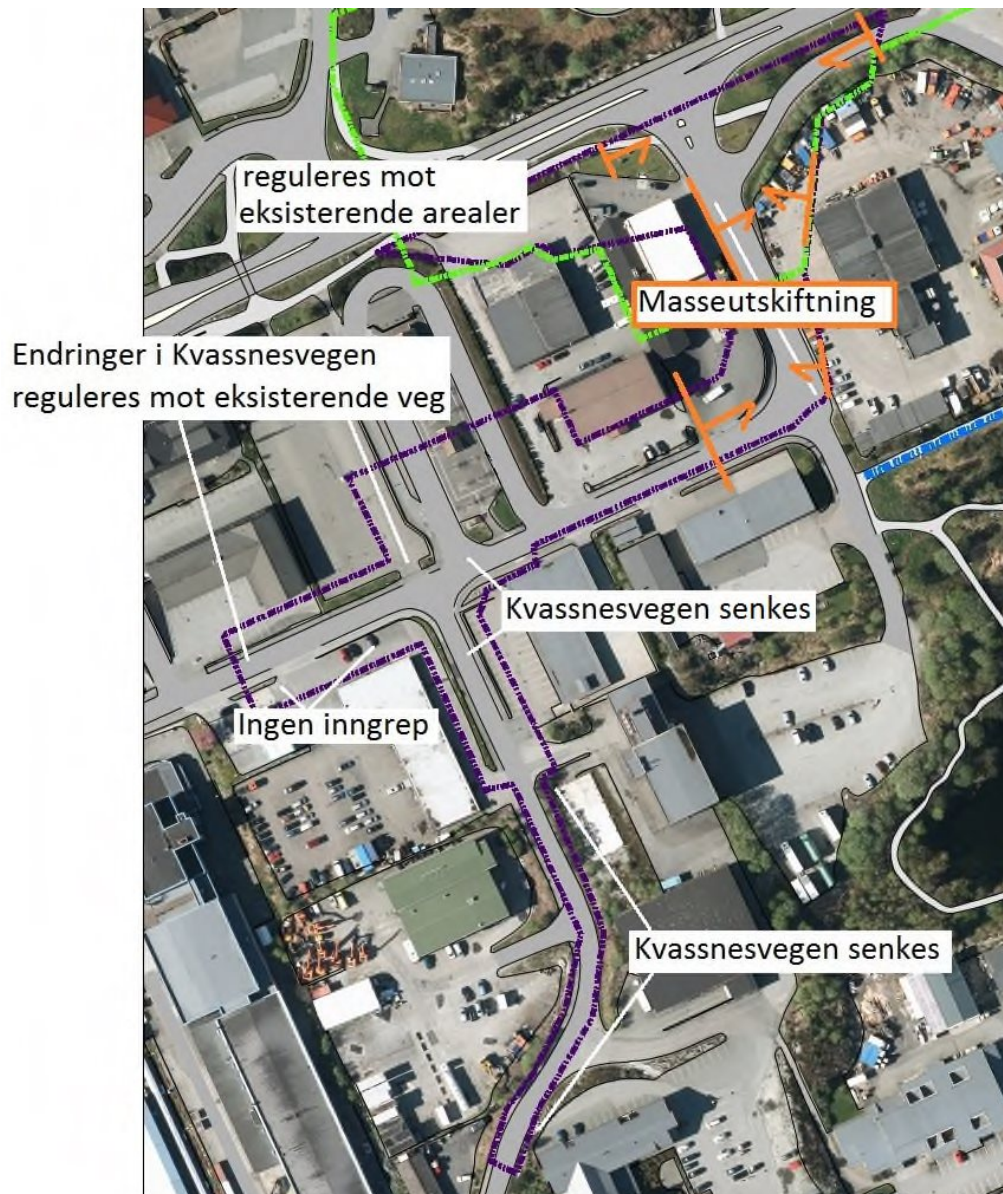 reguleres mot
eksisterende arealer
Masseutskiftning
Endringer i Kvassnesvegen
reguleres mot eksisterende veg
Kvassnesvegen senkes
Ingen inngrep
Kvassnesvegen senkes